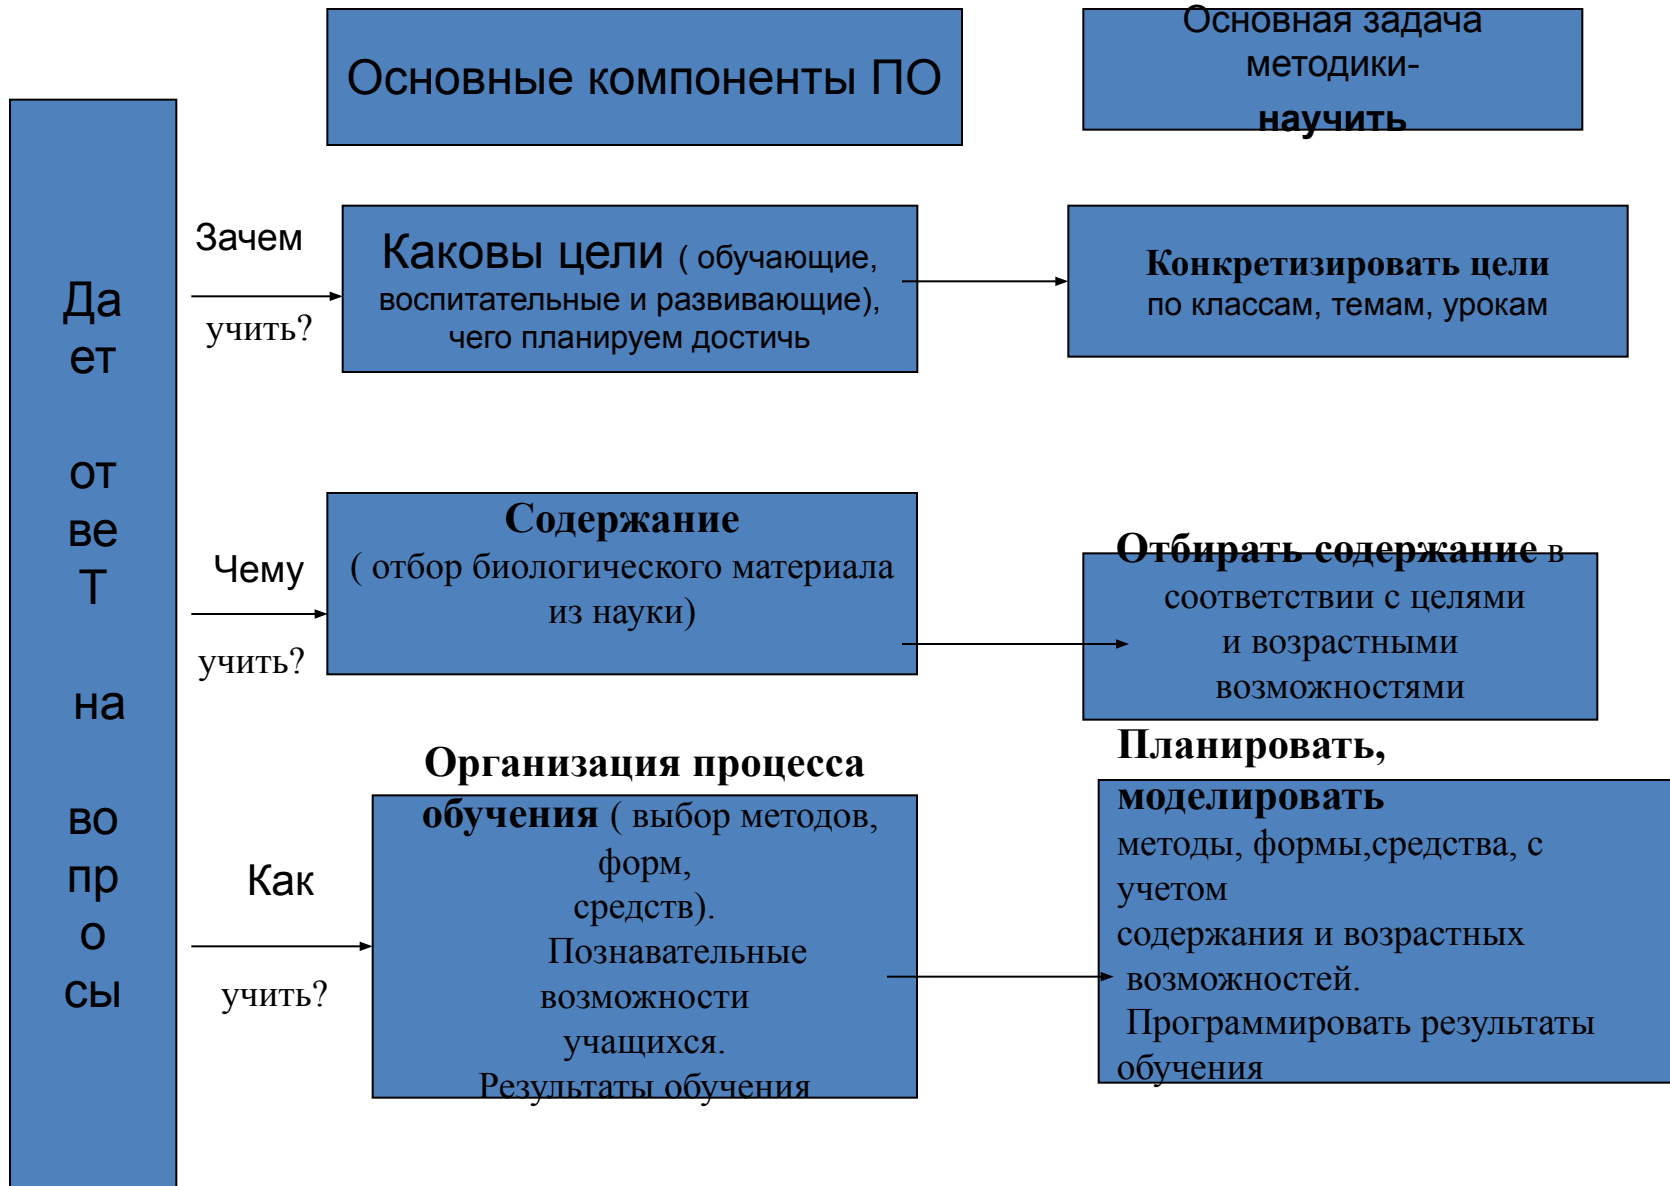 Основные компоненты ПО
Основная задача
методики-
научить
Да
ет
от
ве
Т
на
во
пр
о
сы
Зачем
учить?
Каковы цели ( обучающие,
воспитательные и развивающие),
чего планируем достичь
Конкретизировать цели
по классам, темам, урокам
Чему
учить?
Содержание
( отбор биологического материала
из науки)
Отбирать содержание в
соответствии с целями
и возрастными
возможностями
Как
учить?
Организация процесса
обучения ( выбор методов,
форм,
средств).
Познавательные
возможности
учащихся.
Результаты обучения
Планировать,
моделировать
методы, формы,средства, с
учетом
содержания и возрастных
возможностей.
Программировать результаты
обучения